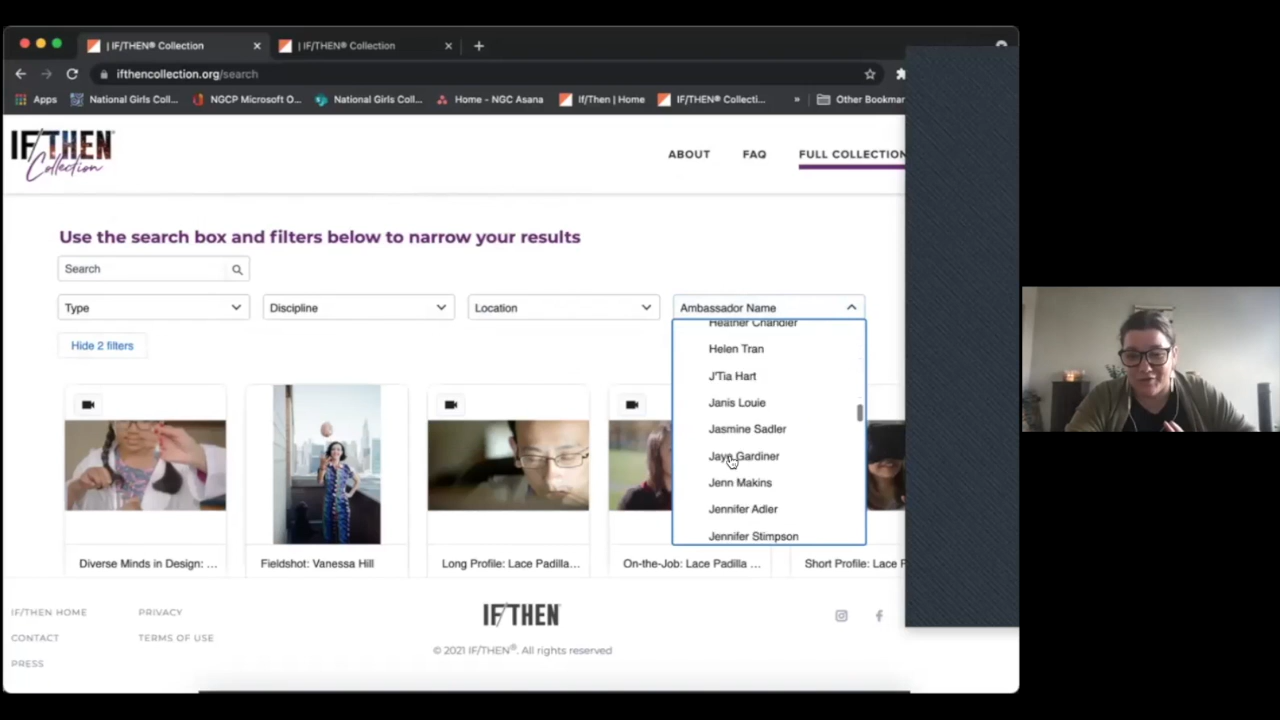 | IF/THEN® Collection
| IF/THEN® Collection
ifthencollection.org/search
Apps
National Girls Coll...
NGCP Microsoft O...
National Girls Coll...
Home - NGC Asana
If/Then | Home
IF/THEN® Collecti...
»
Other Bookmar
IF/THEN®
Collection
ABOUT
FAQ
FULL COLLECTION
Use the search box and filters below to narrow your results
Search
Type
Discipline
Location
Ambassador Name
Hide 2 filters
Heather Chandler
Helen Tran
J'Tia Hart
Janis Louie
Jasmine Sadler
Jaye Gardiner
Jenn Makins
Jennifer Adler
Jennifer Stimpson
Diverse Minds in Design: ...
Fieldshot: Vanessa Hill
Long Profile: Lace Padilla...
On-the-Job: Lace Padilla ...
Short Profile: Lace P
IF/THEN HOME
PRIVACY
CONTACT
TERMS OF USE
PRESS
IF/THEN®
© 2021 IF/THEN®. All rights reserved